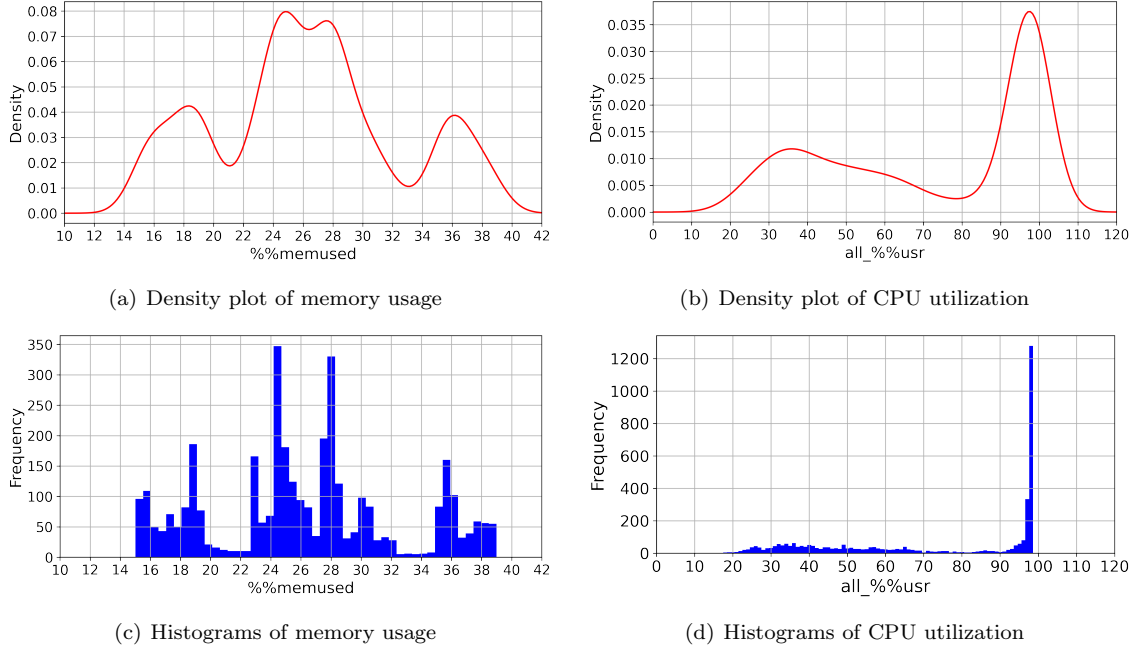 0.08
0.07
0.06
0.05
0.04
0.03
0.02
0.01
0.00
Density
10 12 14 16 18 20 22 24 26 28 30 32 34 36 38 40 42
%%memused
(a) Density plot of memory usage
0.035
0.030
0.025
0.020
0.015
0.010
0.005
0.000
Density
0 10 20 30 40 50 60 70 80 90 100 110 120
all_%%usr
(b) Density plot of CPU utilization
350
300
250
200
150
100
50
0
Frequency
10 12 14 16 18 20 22 24 26 28 30 32 34 36 38 40 42
%%memused
(c) Histograms of memory usage
1200
1000
800
600
400
200
0
Frequency
0 10 20 30 40 50 60 70 80 90 100 110 120
all_%%usr
(d) Histograms of CPU utilization